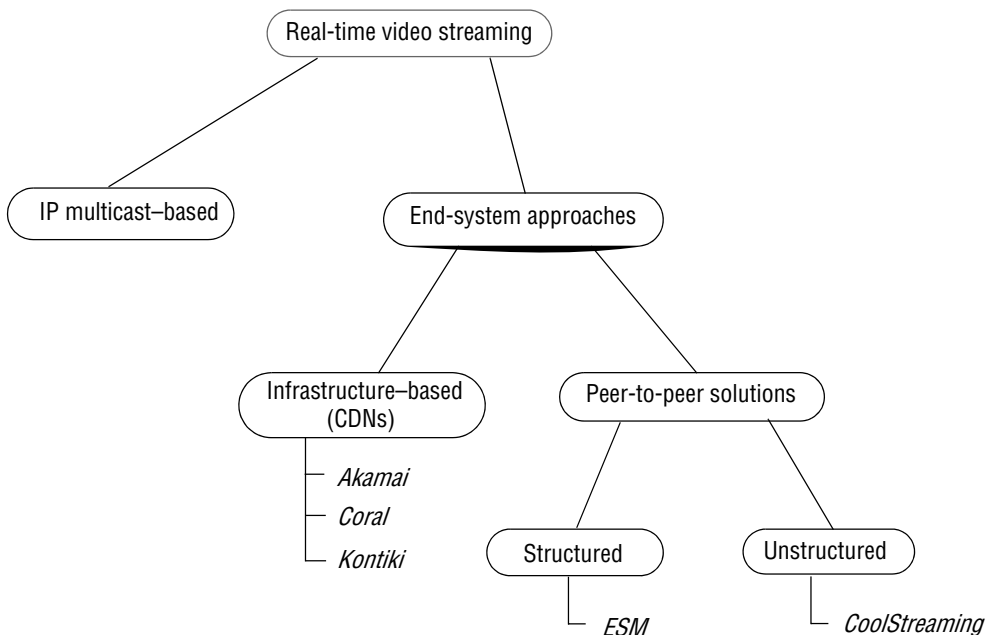 Real-time video streaming
IP multicast–based
End-system approaches
Infrastructure–based
(CDNs)
Peer-to-peer solutions
Akamai
Coral
Kontiki
Structured
Unstructured
ESM
CoolStreaming